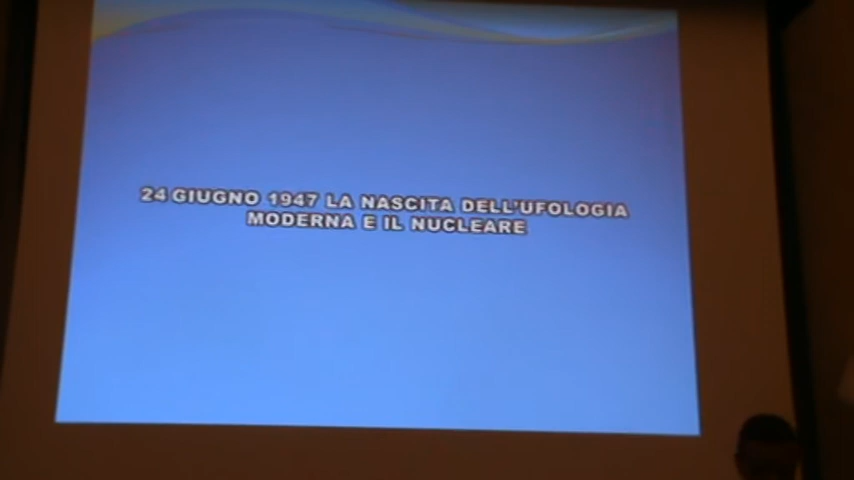 24 GIUGNO 1947 LA NASCITA DELL'UFOLOGIA
MODERNA E IL NUCLEARE